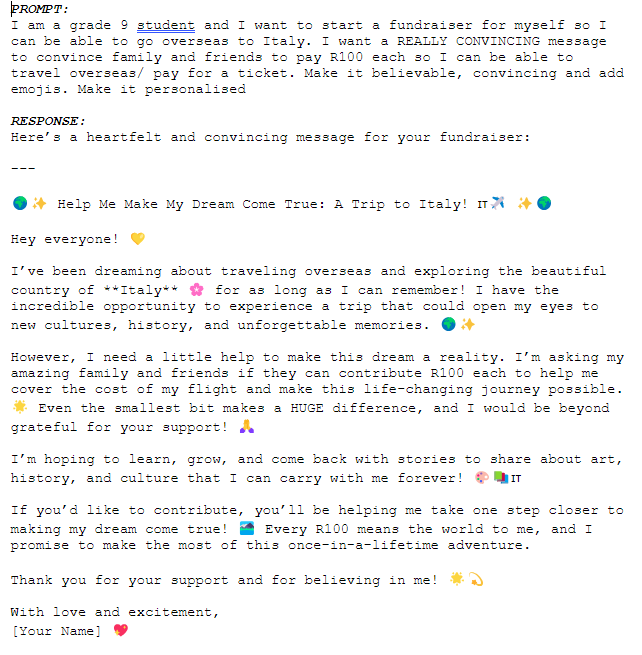 PROMPT:
I am a grade 9 student and I want to start a fundraiser for myself so I
can be able to go overseas to Italy. I want a REALLY CONVINCING message
to convince family and friends to pay R100 each so I can be able to
travel overseas/ pay for a ticket. Make it believable, convincing and add
emojis. Make it personalised
RESPONSE:
Here’s a heartfelt and convincing message for your fundraiser:
---
🌍✨ Help Me Make My Dream Come True: A Trip to Italy! IT✈️ ✨🌍
Hey everyone! 💛
I’ve been dreaming about traveling overseas and exploring the beautiful
country of **Italy** 🌸 for as long as I can remember! I have the
incredible opportunity to experience a trip that could open my eyes to
new cultures, history, and unforgettable memories. 🌍✨
However, I need a little help to make this dream a reality. I’m asking my
amazing family and friends if they can contribute R100 each to help me
cover the cost of my flight and make this life-changing journey possible.
🌟 Even the smallest bit makes a HUGE difference, and I would be beyond
grateful for your support! 🙏
I’m hoping to learn, grow, and come back with stories to share about art,
history, and culture that I can carry with me forever! 🎨📚IT
If you’d like to contribute, you’ll be helping me take one step closer to
making my dream come true! 🌊 Every R100 means the world to me, and I
promise to make the most of this once-in-a-lifetime adventure.
Thank you for your support and for believing in me! 🌟💫
With love and excitement,
[Your Name] 💖